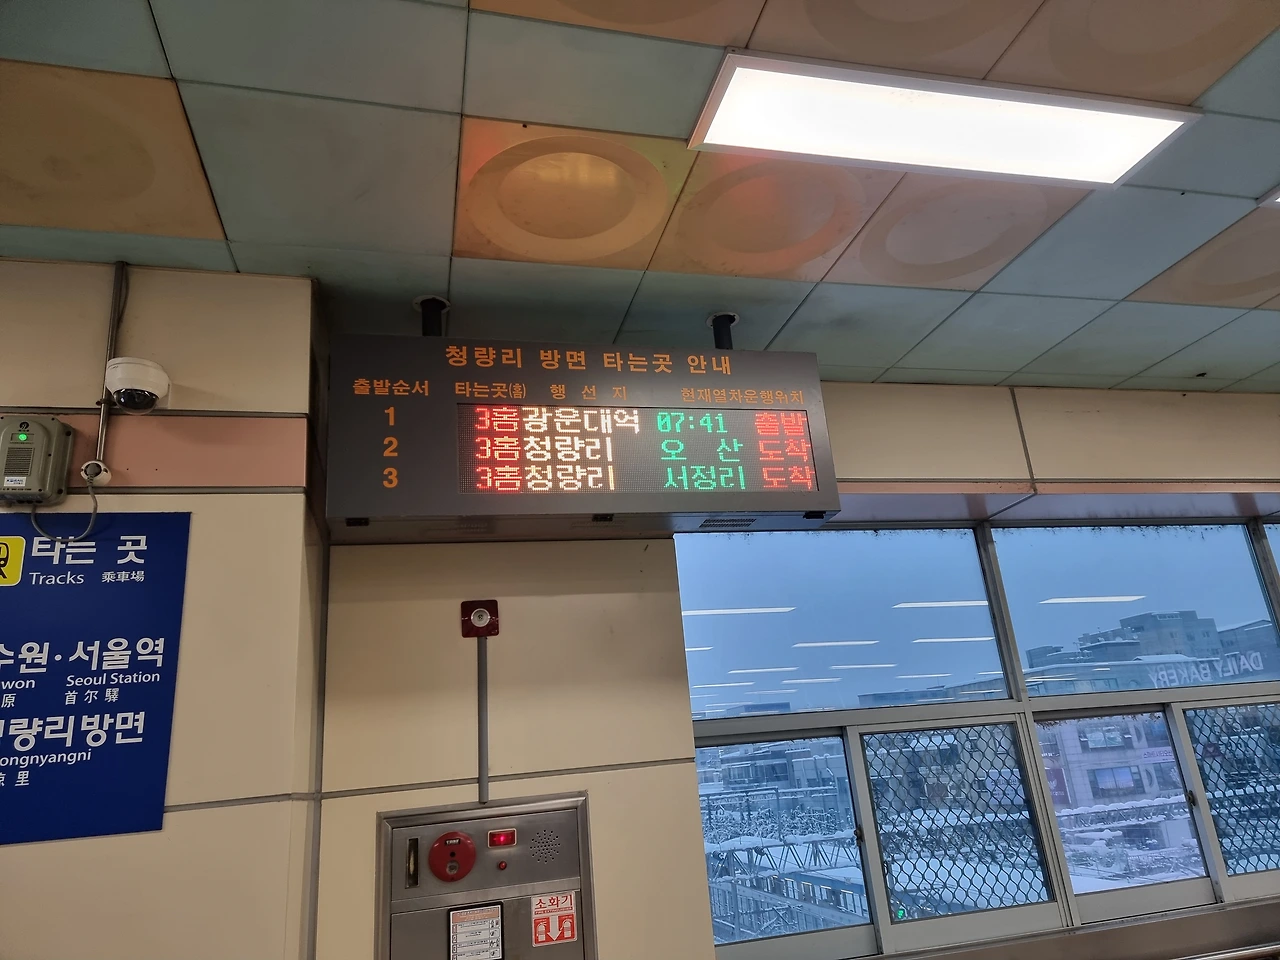 청량리 방면 타는곳 안내
출발순서 타는곳(홈) 행 선 지 현재열차운행위치
1 3홈 광운대역 07:41 출발
2 3홈 청량리 오 산 도착
3 3홈 청량리 서정리 도착
타는 곳
Tracks 乘車場
수원·서울역
won Seoul Station
原 首尔驛
량리방면
ongnyangni
里
소화기
DAILY BAKERY